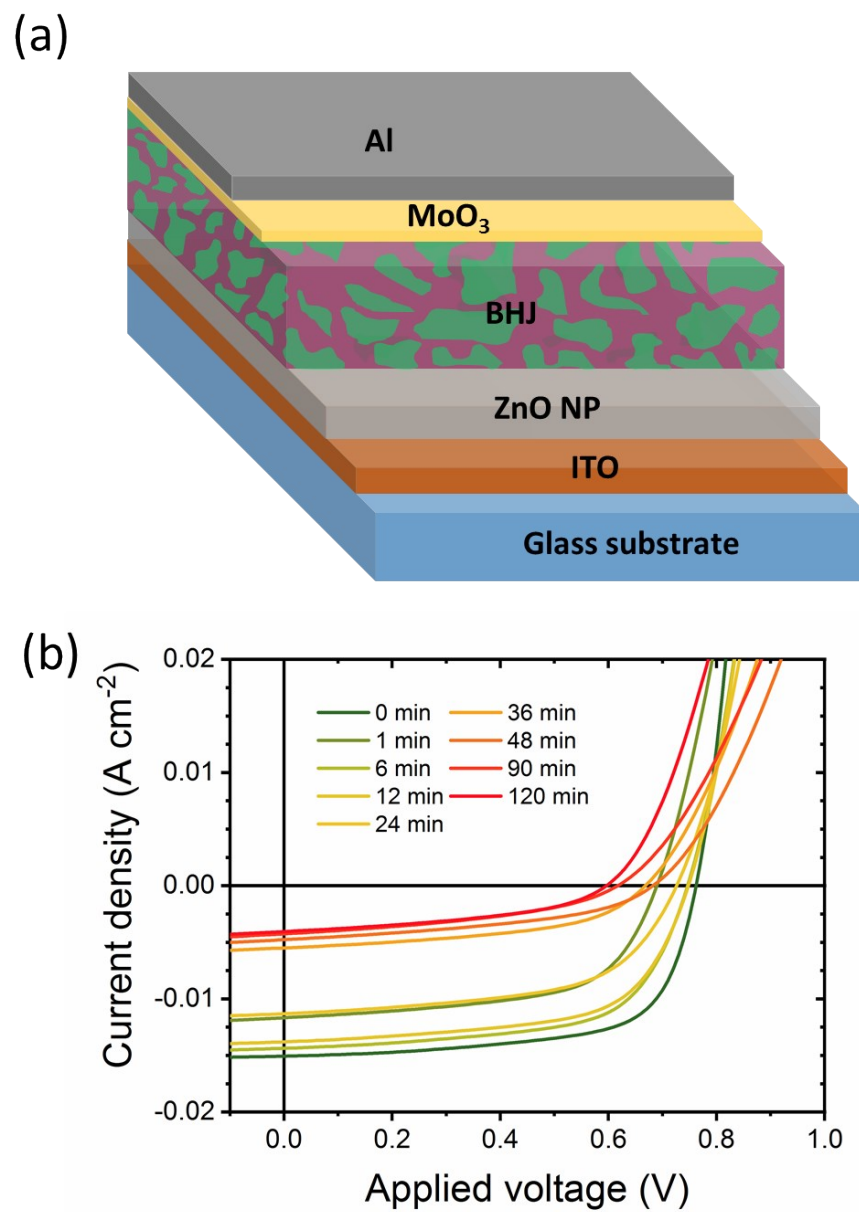 (a)
Al
MoO₃
BHJ
ZnO NP
ITO
Glass substrate
(b)
Current density (A cm⁻²)
0.02
0.01
0.00
-0.01
-0.02
0 min
1 min
6 min
12 min
24 min
36 min
48 min
90 min
120 min
0.0
0.2
0.4
0.6
0.8
1.0
Applied voltage (V)